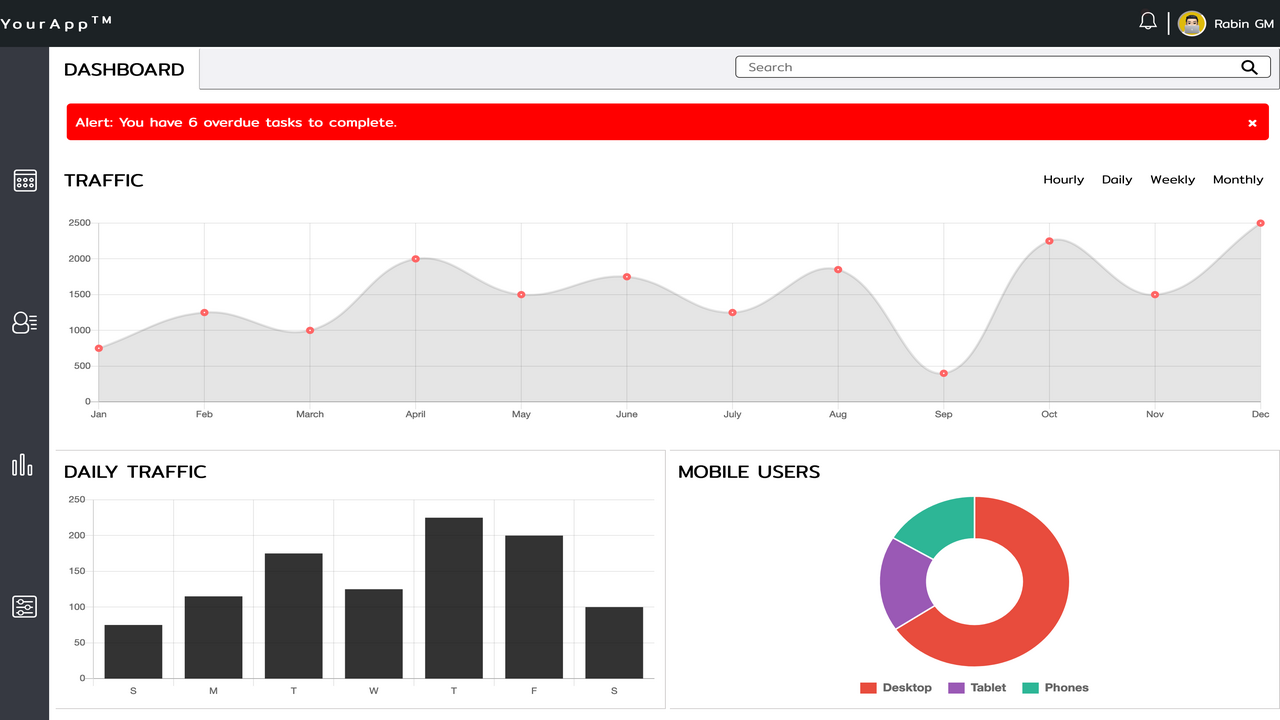 YourApp™
Rabin GM
DASHBOARD
Search
Alert: You have 6 overdue tasks to complete.
×
TRAFFIC
Hourly Daily Weekly Monthly
2500
2000
1500
1000
500
0
Jan Feb March April May June July Aug Sep Oct Nov Dec
DAILY TRAFFIC
250
200
150
100
50
0
S M T W T F S
MOBILE USERS
Desktop Tablet Phones